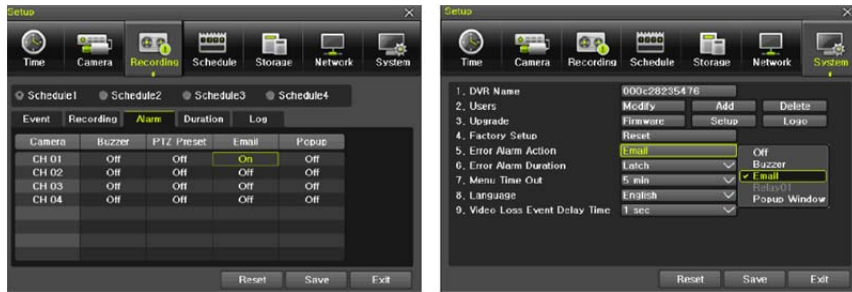 Setup
Time Camera Recording Schedule Storage Network System
Schedule1 Schedule2 Schedule3 Schedule4
Event Recording Alarm Duration Log
Camera Buzzer PTZ Preset Email Popup
CH 01 Off Off On Off
CH 02 Off Off Off Off
CH 03 Off Off Off Off
CH 04 Off Off Off Off
Reset Save Exit
Setup
Time Camera Recording Schedule Storage Network System
1. DVR Name 000c28235476
2. Users Modify Add Delete
3. Upgrade Firmware Setup Logo
4. Factory Setup Reset
5. Error Alarm Action Email
6. Error Alarm Duration Latch
7. Menu Time Out 5 min
8. Language English
9. Video Loss Event Delay Time 1 sec
Off
Buzzer
Email
Relay01
Popup Window
Reset Save Exit